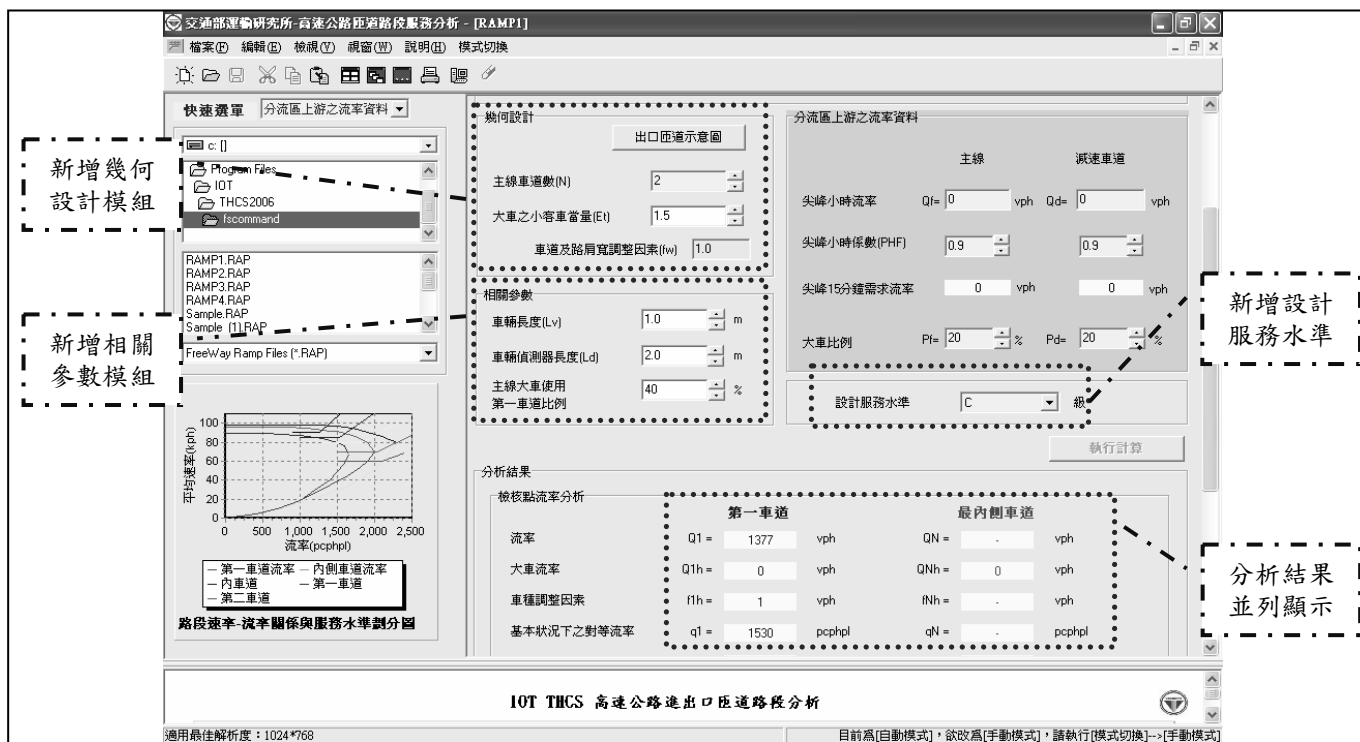 交通部運輸研究所-高速公路匝道路段服務分析 - [RAMP1]
檔案(F) 編輯(E) 檢視(Y) 視窗(W) 說明(H) 模式切換
快速選單 分流區上游之流率資料
c: []
Program Files
IOT
THCS2006
fscommand
RAMP1.RAP
RAMP2.RAP
RAMP3.RAP
RAMP4.RAP
Sample.RAP
Sample (1).RAP
FreeWay Ramp Files (*.RAP)
平均速率(kph)
100
80
60
40
20
0
0 500 1,000 1,500 2,000 2,500
流率(pcphpl)
第一車道流率 內側車道流率
內車道 第一車道
第二車道
路段速率-流率關係與服務水準劃分圖
新增幾何
設計模組
新增相關
參數模組
幾何設計
出口匝道示意圖
主線車道數(N) 2
大車之小客車當量(Et) 1.5
車道及路肩寬調整因素(fw) 1.0
相關參數
車輛長度(Lv) 1.0 m
車輛偵測器長度(Ld) 2.0 m
主線大車使用
第一車道比例 40 %
分流區上游之流率資料
主線 減速車道
尖峰小時流率 Qf= 0 vph Qd= 0 vph
尖峰小時係數(PHF) 0.9 0.9
尖峰15分鐘需求流率 0 vph 0 vph
大車比例 Pf= 20 % Pd= 20 %
設計服務水準 C 級
執行計算
新增設計
服務水準
分析結果
檢核點流率分析
第一車道 最內側車道
流率 Q1 = 1377 vph QN = - vph
大車流率 Q1h = 0 vph QNh = 0 vph
車種調整因素 f1h = 1 vph fNh = - vph
基本狀況下之對等流率 q1 = 1530 pcphpl qN = - pcphpl
分析結果
並列顯示
IOT THCS 高速公路進出口匝道路段分析
適用最佳解析度：1024*768
目前為[自動模式]，欲改為[手動模式]，請執行[模式切換]-->[手動模式]